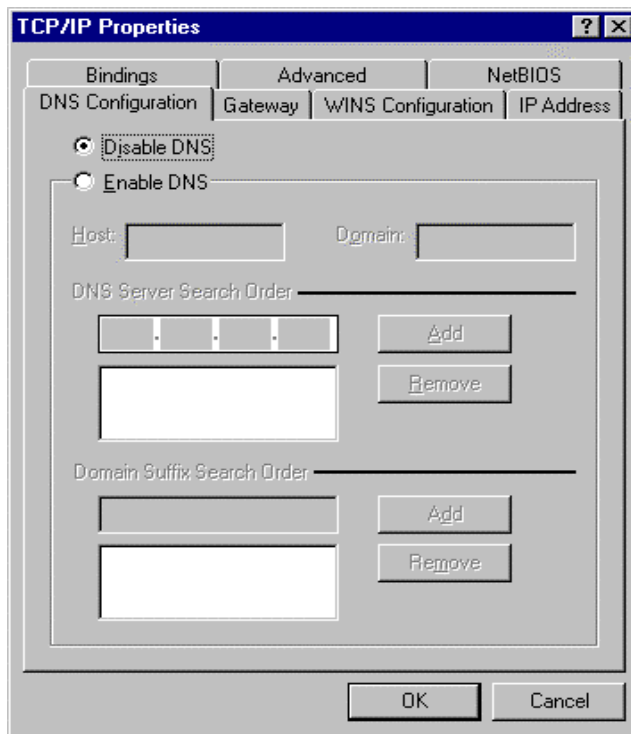 TCP/IP Properties
Bindings Advanced NetBIOS
DNS Configuration Gateway WINS Configuration IP Address
Disable DNS
Enable DNS
Host: Domain:
DNS Server Search Order
Add
Remove
Domain Suffix Search Order
Add
Remove
OK Cancel